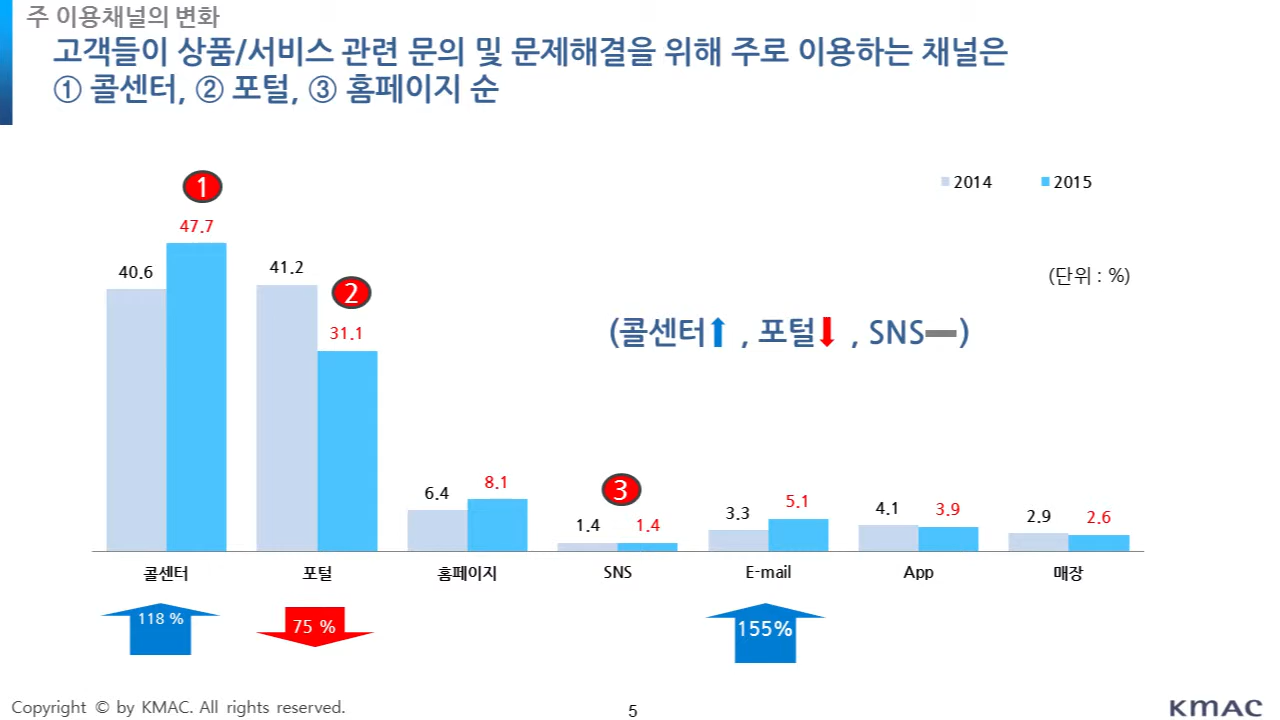 주 이용채널의 변화
고객들이 상품/서비스 관련 문의 및 문제해결을 위해 주로 이용하는 채널은
① 콜센터, ② 포털, ③ 홈페이지 순
2014 2015
(단위 : %)
(콜센터⬆ , 포털⬇ , SNS━)
1
47.7
40.6
41.2
2
31.1
6.4
8.1
3
1.4
1.4
3.3
5.1
4.1
3.9
2.9
2.6
콜센터 포털 홈페이지 SNS E-mail App 매장
118 %
75 %
155%
Copyright © by KMAC. All rights reserved.
5
KMAC